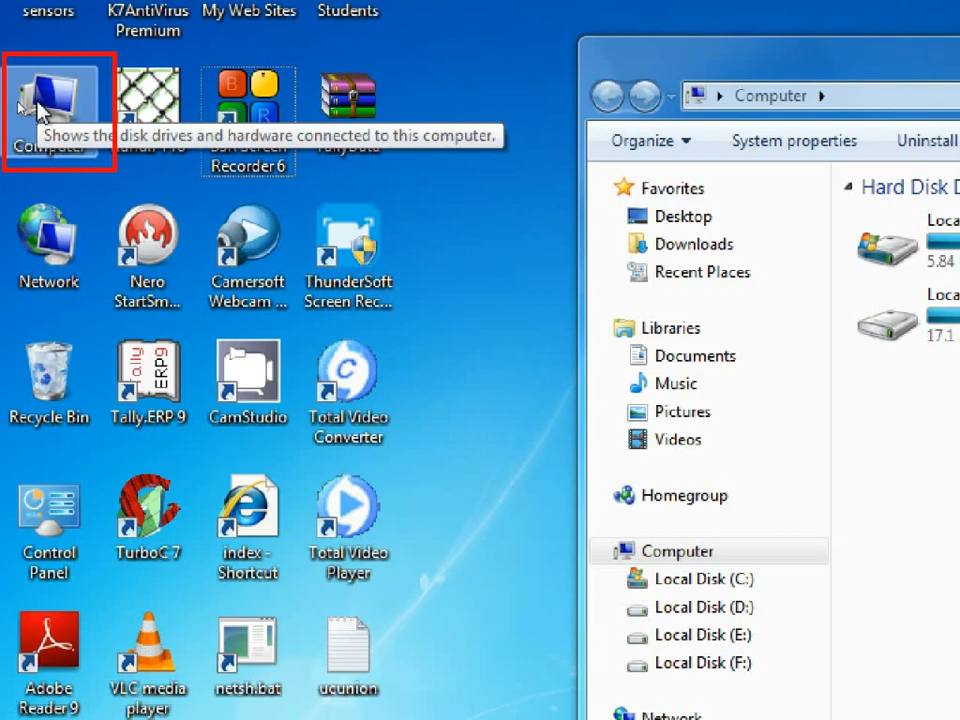 sensors
K7AntiVirus
Premium
My Web Sites
Students
Computer
Shows the disk drives and hardware connected to this computer.
Recorder 6
Network
Nero
StartSm...
Camersoft
Webcam ...
ThunderSoft
Screen Rec...
Recycle Bin
Tally
ERP9
Tally.ERP 9
CamStudio
Total Video
Converter
Control
Panel
TurboC 7
index -
Shortcut
Total Video
Player
Adobe
Reader 9
VLC media
player
netsh.bat
ucunion
Computer
Organize
System properties
Uninstall
Favorites
Desktop
Downloads
Recent Places
Libraries
Documents
Music
Pictures
Videos
Homegroup
Computer
Local Disk (C:)
Local Disk (D:)
Local Disk (E:)
Local Disk (F:)
Network
Hard Disk D
Loca
5.84
Loca
17.1